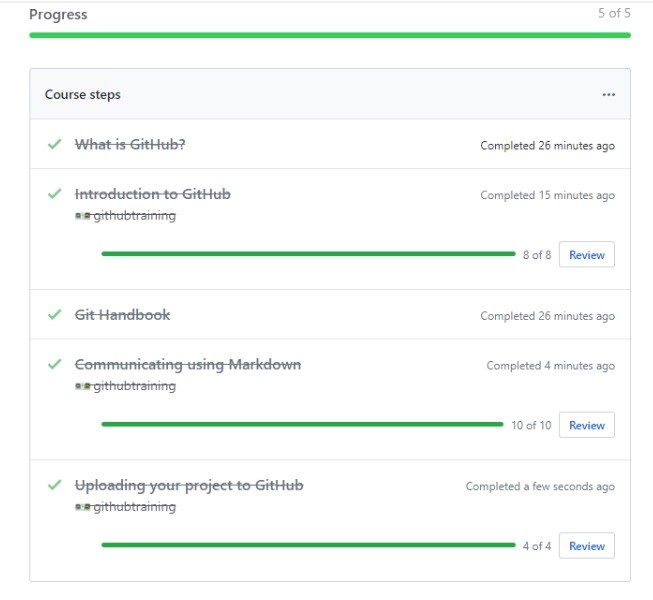 Progress 5 of 5
Course steps ...
What is GitHub? Completed 26 minutes ago
Introduction to GitHub Completed 15 minutes ago
githubtraining
8 of 8 Review
Git Handbook Completed 26 minutes ago
Communicating using Markdown Completed 4 minutes ago
githubtraining
10 of 10 Review
Uploading your project to GitHub Completed a few seconds ago
githubtraining
4 of 4 Review